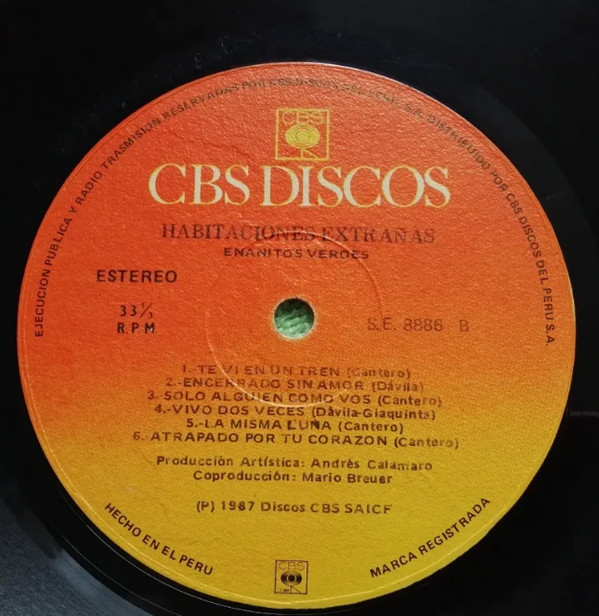 EJECUCION PUBLICA Y RADIO TRASMISION RESERVADAS POR CBS DISCOS DEL PERU S.A. DISTRIBUIDO POR CBS DISCOS DEL PERU S.A.
CBS
CBS DISCOS
HABITACIONES EXTRAÑAS
ENANITOS VERDES
ESTEREO
33⅓
R.P.M
S.E. 8886 B
1.-TE VI EN UN TREN (Cantero)
2.-ENCERRADO SIN AMOR (Dávila)
3. SOLO ALGUIEN COMO VOS (Cantero)
4.-VIVO DOS VECES (Dávila-Giaquinta)
5.-LA MISMA LUNA (Cantero)
6.-ATRAPADO POR TU CORAZON (Cantero)
Producción Artística: Andrés Calamaro
Coproducción: Mario Breuer
(P) 1987 Discos CBS SAICF
HECHO EN EL PERU
CBS
MARCA REGISTRADA